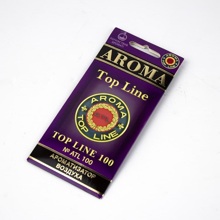 AROMA
Top Line
AROMA
TOP LINE
TOP LINE 100
№ ATL 100
АРОМАТИЗАТОР
ВОЗДУХА